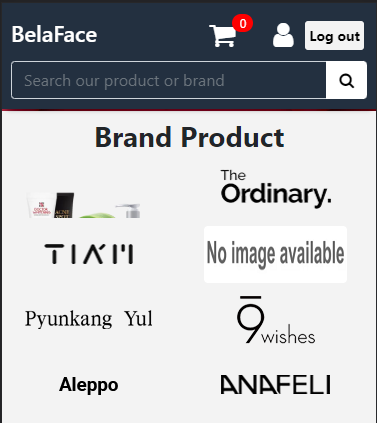 BelaFace
0
Log out
Search our product or brand
Brand Product
The
Ordinary.
TIA'M
No image available
Pyunkang Yul
9
wishes
Aleppo
ANAFELI